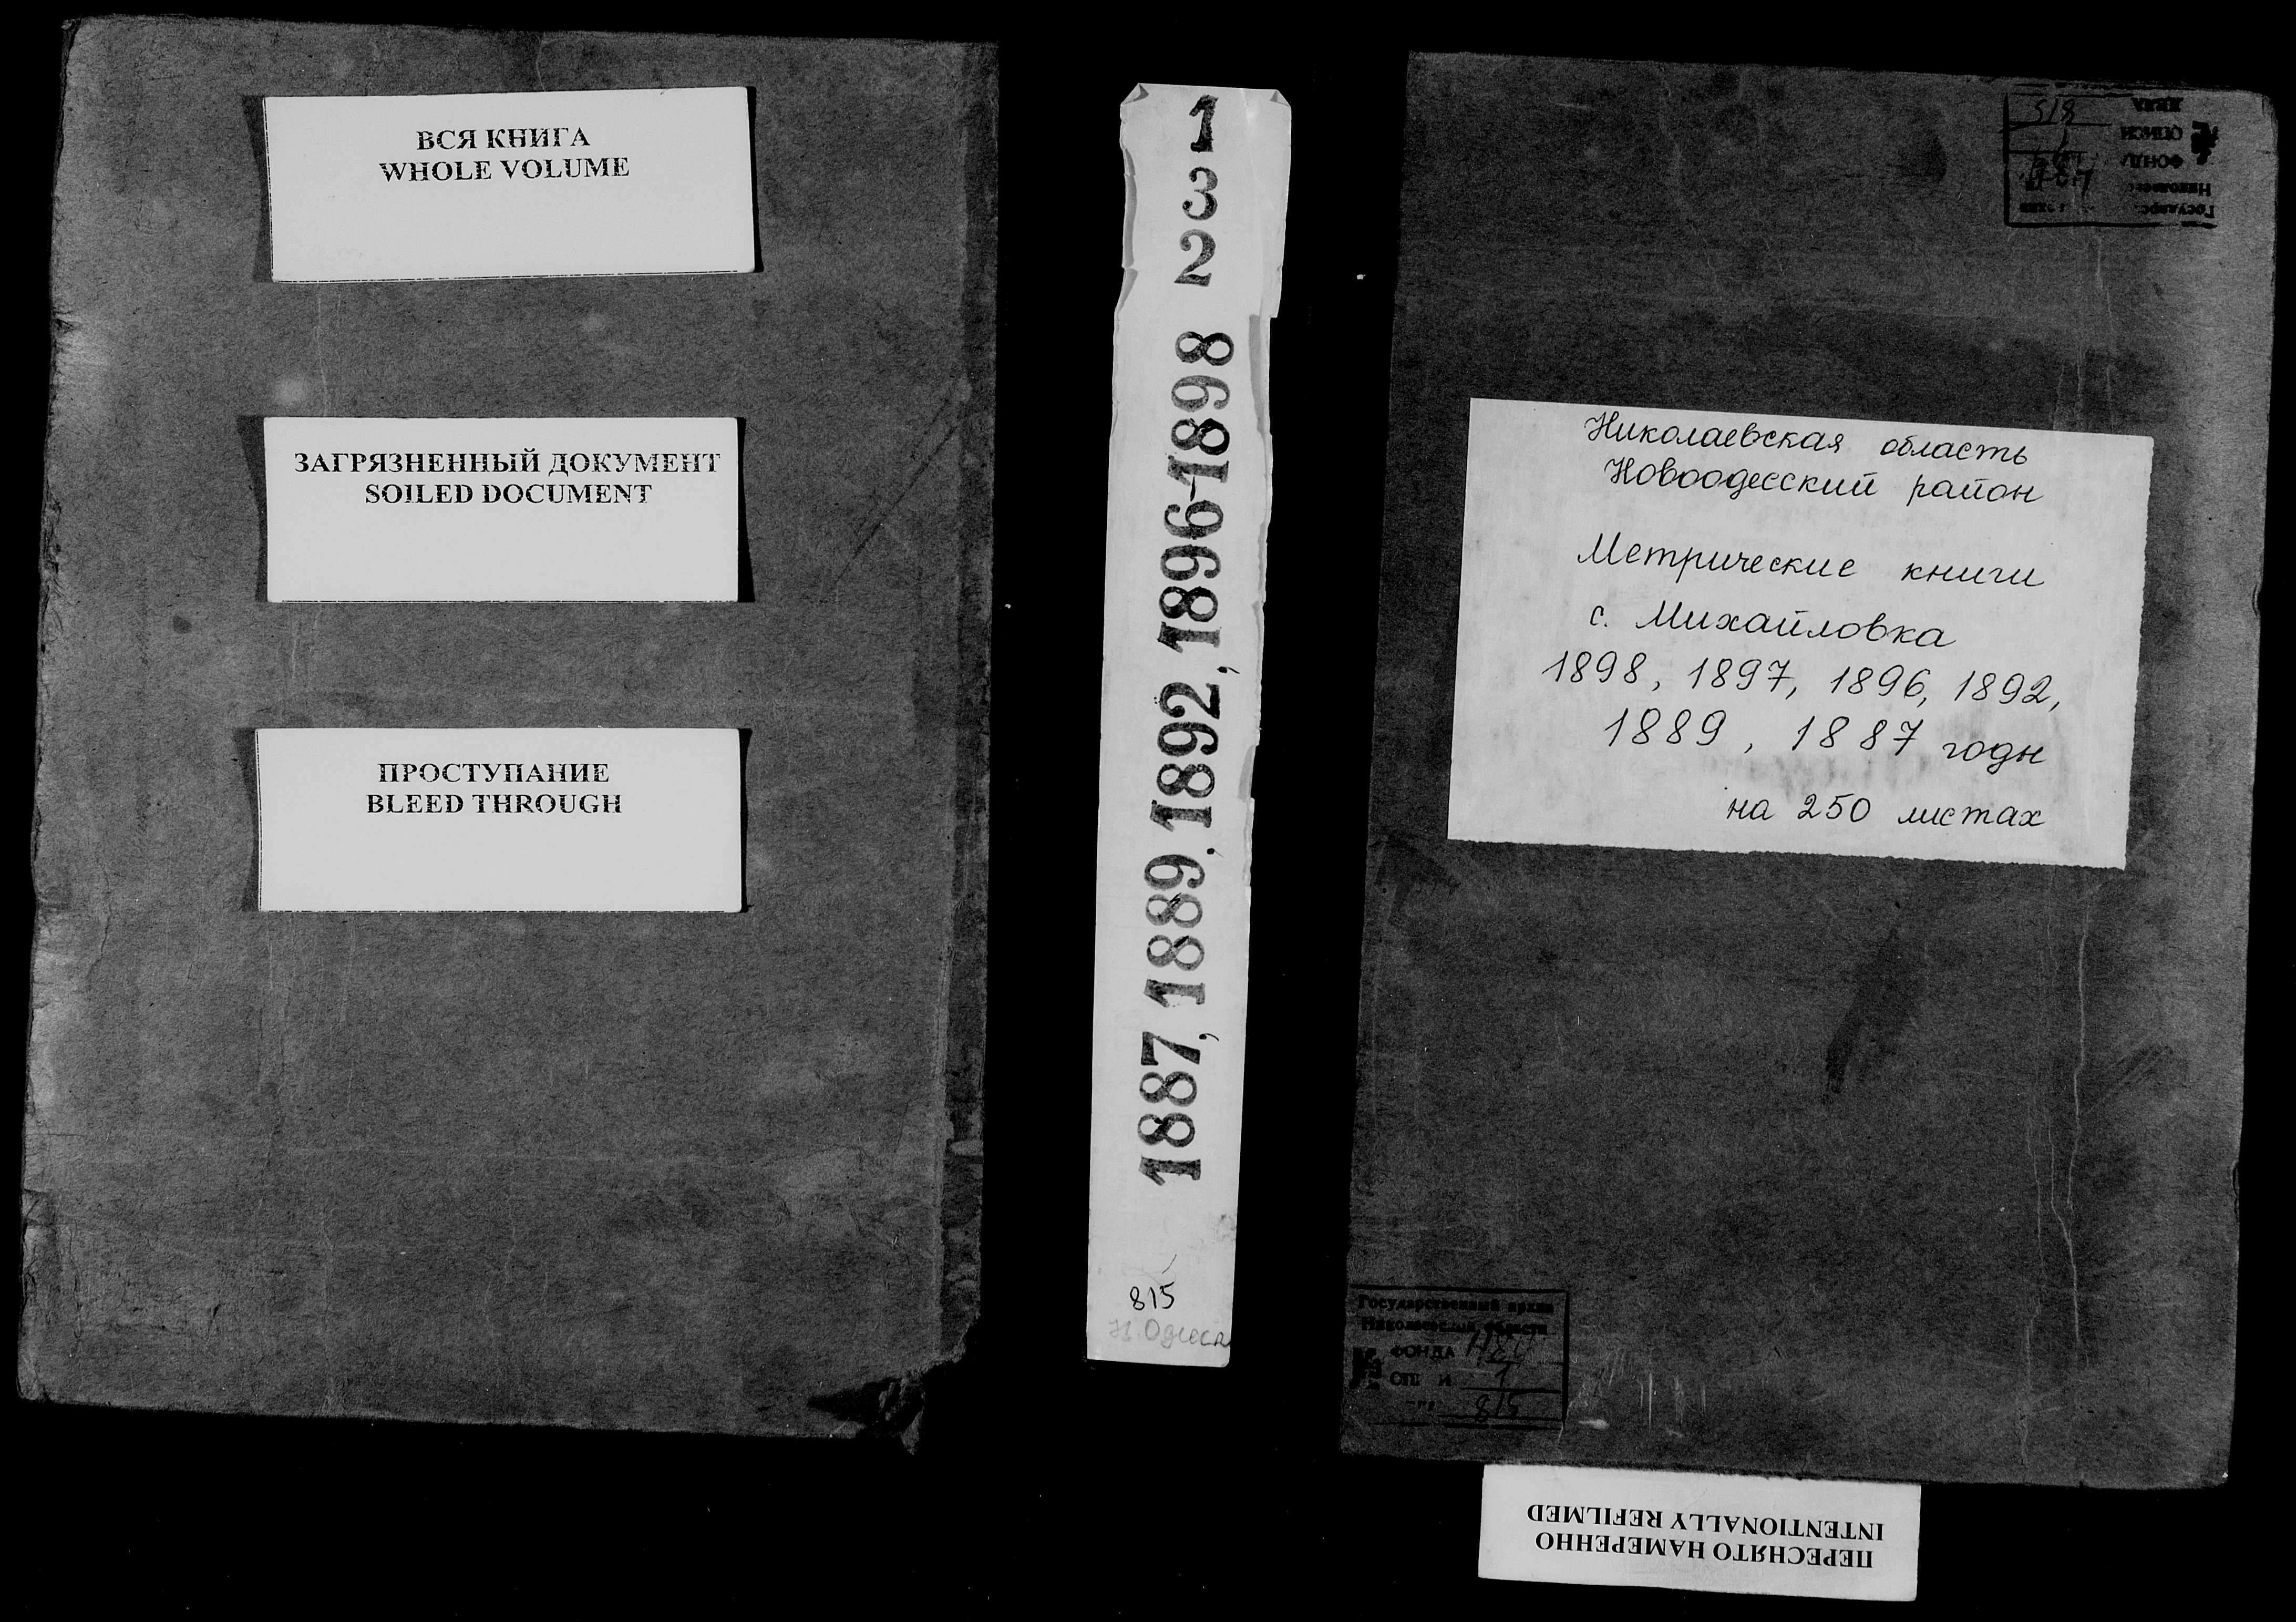 ВСЯ КНИГА
WHOLE VOLUME
ЗАГРЯЗНЕННЫЙ ДОКУМЕНТ
SOILED DOCUMENT
ПРОСТУПАНИЕ
BLEED THROUGH
1
3
2
1887, 1889, 1892, 1896-1898
815
Н. Одесса
Николаевская область
Новоодесский район
Метрические книги
с. Михайловка
1898, 1897, 1896, 1892,
1889, 1887 годы
на 250 листах
Государственный архив
Николаевской области
ФОНДА
1
815
ПЕРЕСНЯТО НАМЕРЕННО
INTENTIONALLY REFILMED